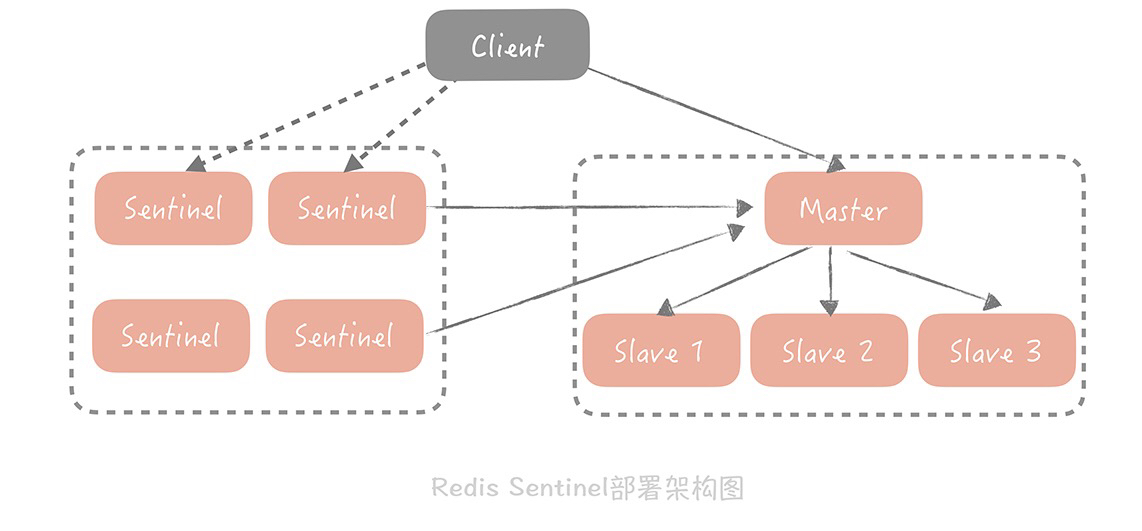 Client
Sentinel
Sentinel
Master
Sentinel
Sentinel
Slave 1
Slave 2
Slave 3
Redis Sentinel部署架构图